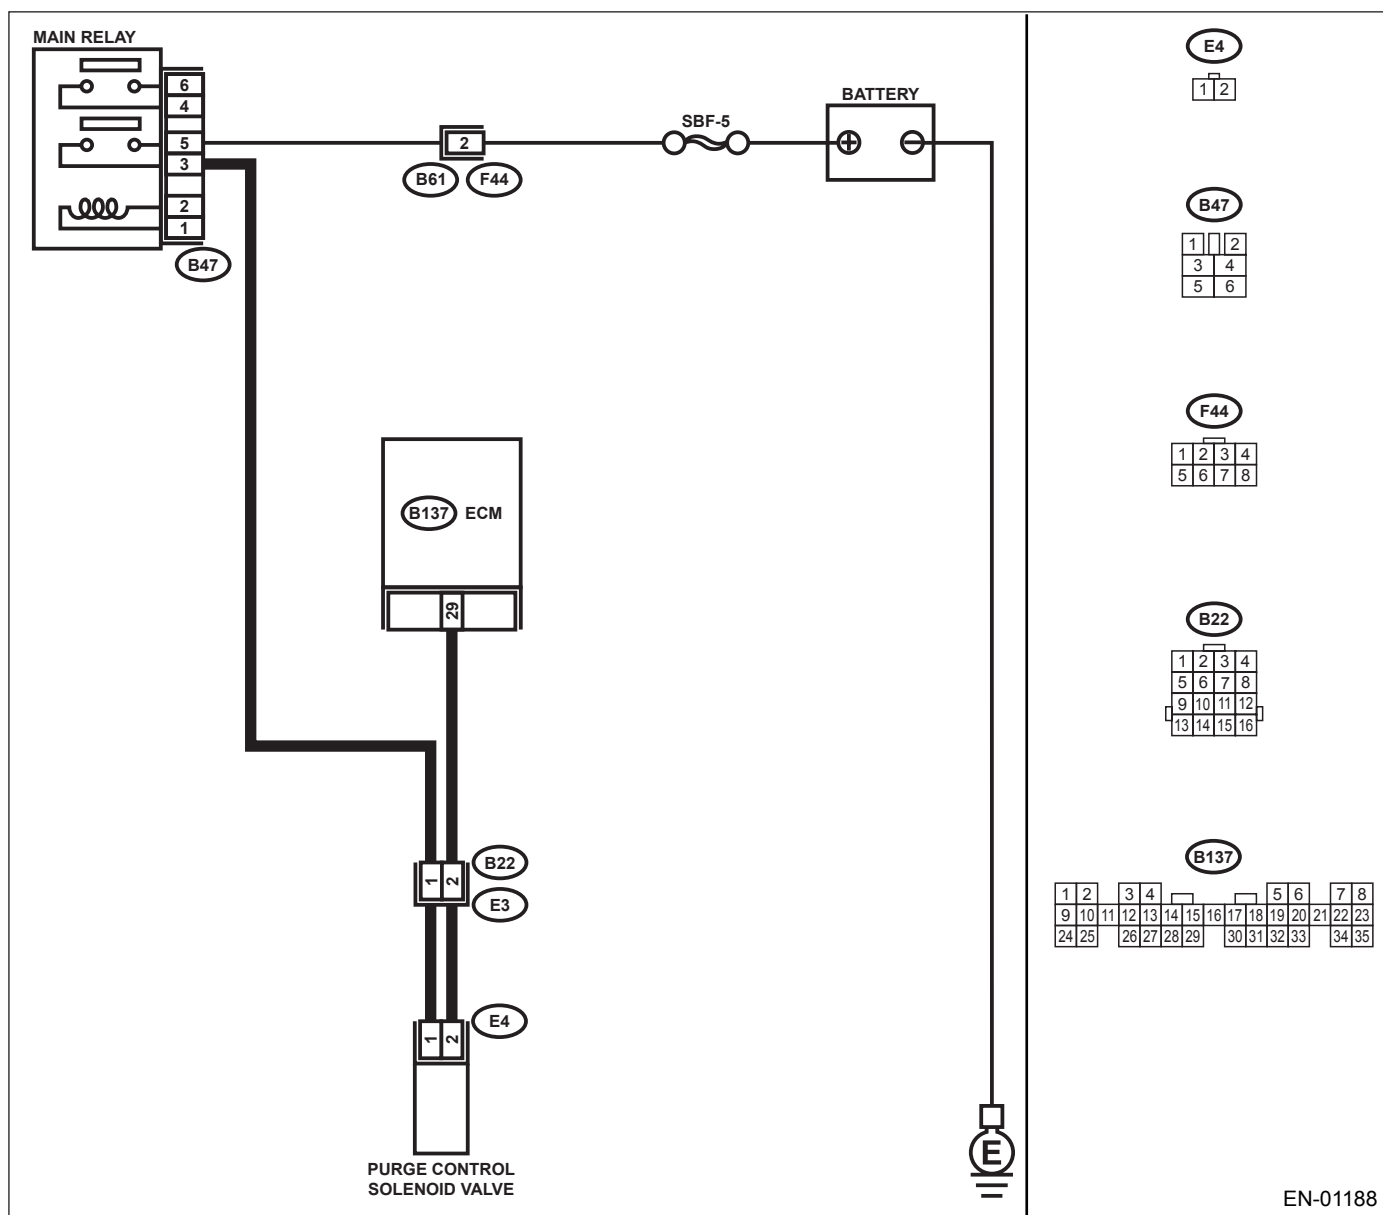 MAIN RELAY
6
4
5
3
2
1
B47
2
B61 F44
SBF-5
BATTERY
B137 ECM
29
1 2
B22
E3
1 2
E4
PURGE CONTROL
SOLENOID VALVE
E
E4
1 2
B47
1 2
3 4
5 6
F44
1 2 3 4
5 6 7 8
B22
1 2 3 4
5 6 7 8
9 10 11 12
13 14 15 16
B137
1 2 3 4 5 6 7 8
9 10 11 12 13 14 15 16 17 18 19 20 21 22 23
24 25 26 27 28 29 30 31 32 33 34 35
EN-01188